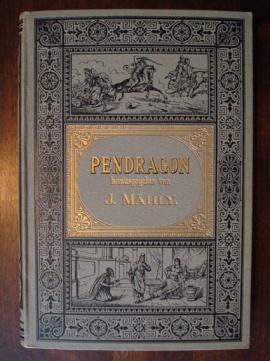 PENDRAGON
herausgegeben von
J. MÄHLY.